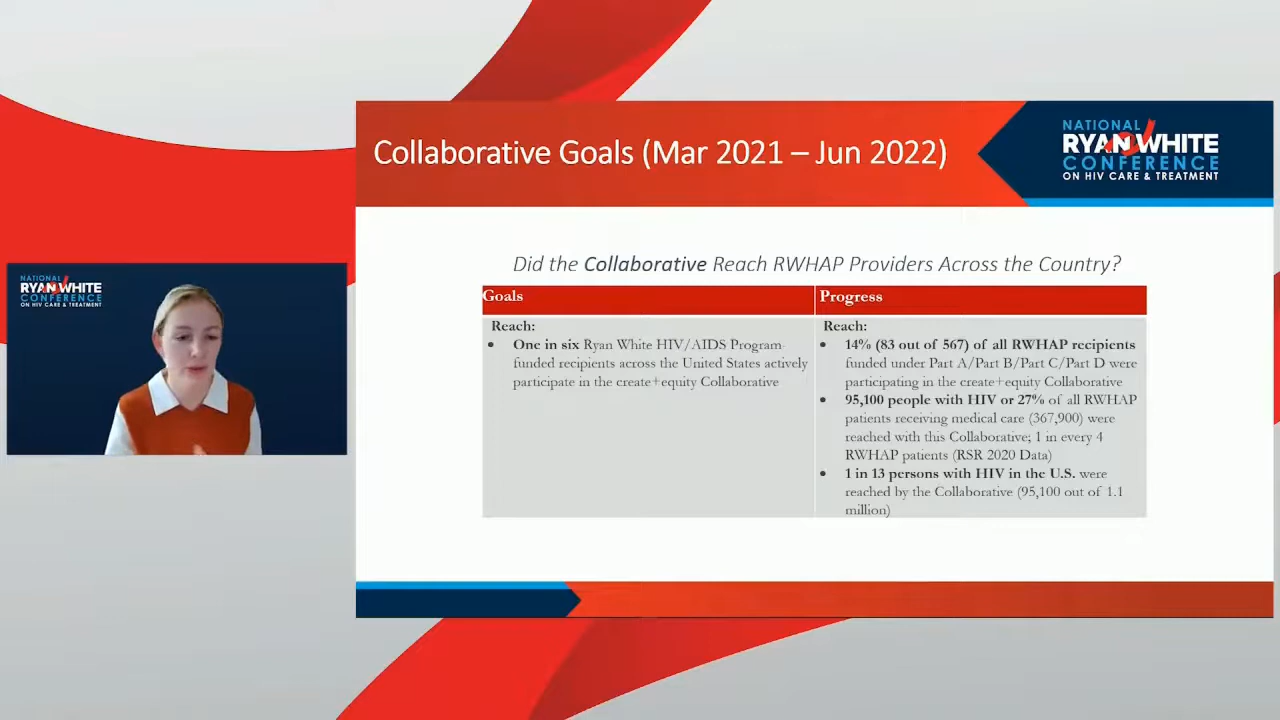 Collaborative Goals (Mar 2021 – Jun 2022)
NATIONAL
RYAN WHITE
CONFERENCE
ON HIV CARE & TREATMENT
NATIONAL
RYAN WHITE
CONFERENCE
ON HIV CARE & TREATMENT
Did the Collaborative Reach RWHAP Providers Across the Country?
Goals
Reach:
• One in six Ryan White HIV/AIDS Program-
funded recipients across the United States actively
participate in the create+equity Collaborative
Progress
Reach:
• 14% (83 out of 567) of all RWHAP recipients
funded under Part A/Part B/Part C/Part D were
participating in the create+equity Collaborative
• 95,100 people with HIV or 27% of all RWHAP
patients receiving medical care (367,900) were
reached with this Collaborative; 1 in every 4
RWHAP patients (RSR 2020 Data)
• 1 in 13 persons with HIV in the U.S. were
reached by the Collaborative (95,100 out of 1.1
million)